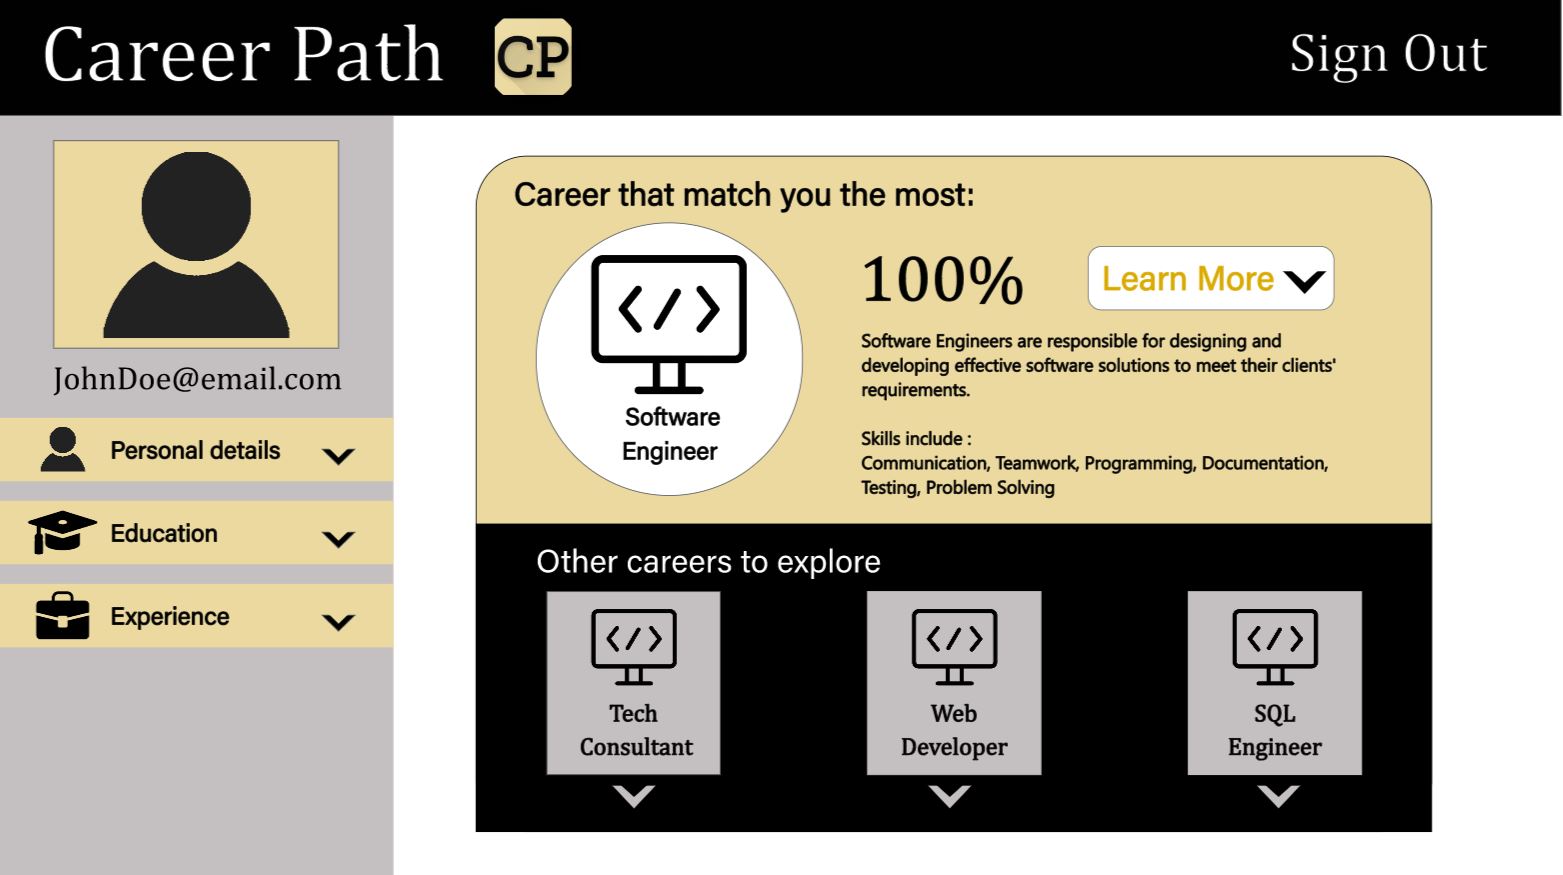 Career Path
CP
Sign Out
JohnDoe@email.com
Personal details
Education
Experience
Career that match you the most:
Software
Engineer
100%
Learn More
Software Engineers are responsible for designing and
developing effective software solutions to meet their clients'
requirements.
Skills include :
Communication, Teamwork, Programming, Documentation,
Testing, Problem Solving
Other careers to explore
Tech
Consultant
Web
Developer
SQL
Engineer